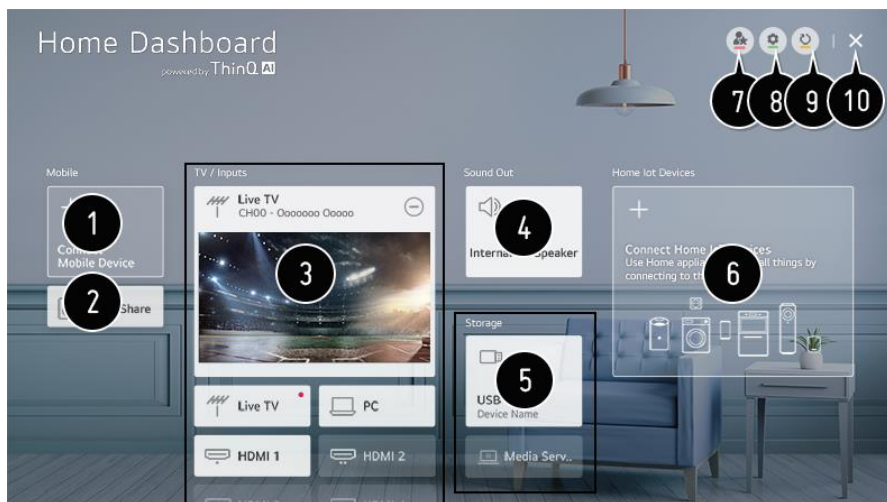 Home Dashboard
powered by ThinQ AI
7 8 9 10
Mobile
TV / Inputs
Sound Out
Home Iot Devices
1
Mobile Device
2
Share
Live TV
CH00 - Ooooooo Ooooo
3
Live TV
PC
HDMI 1
HDMI 2
4
Speaker
Storage
5
USB
Device Name
Media Serv..
6
Connect Home
Use Home all things by
connecting to